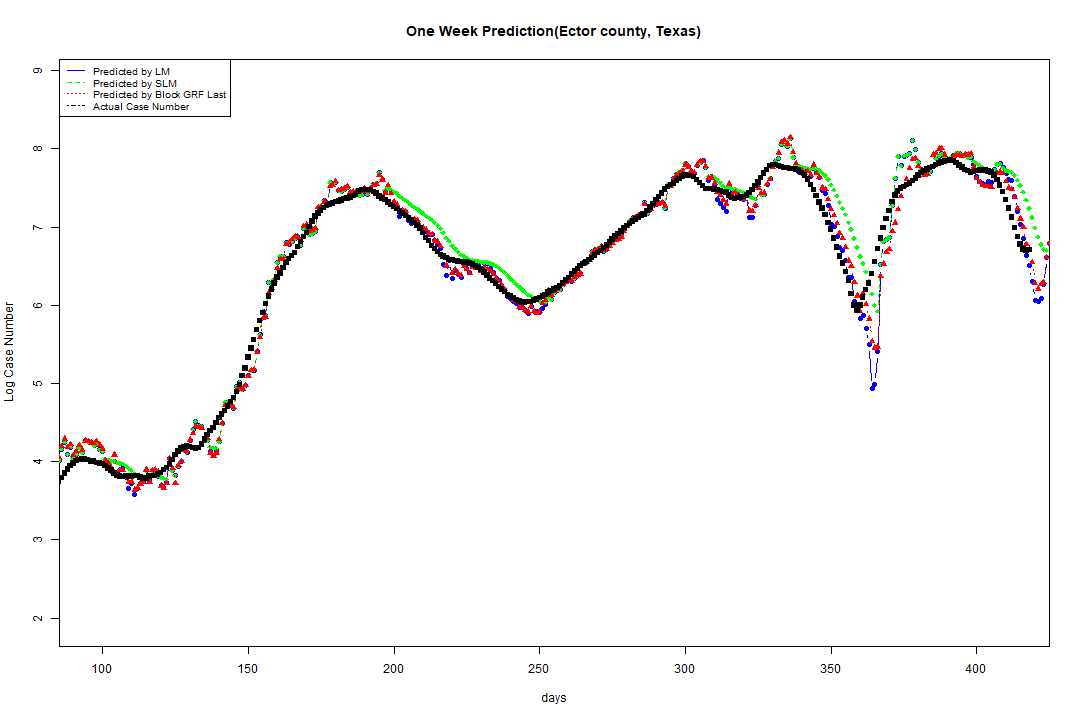 One Week Prediction(Ector county, Texas)
Predicted by LM
Predicted by SLM
Predicted by Block GRF Last
Actual Case Number
9
8
7
6
5
4
3
2
Log Case Number
100 150 200 250 300 350 400
days